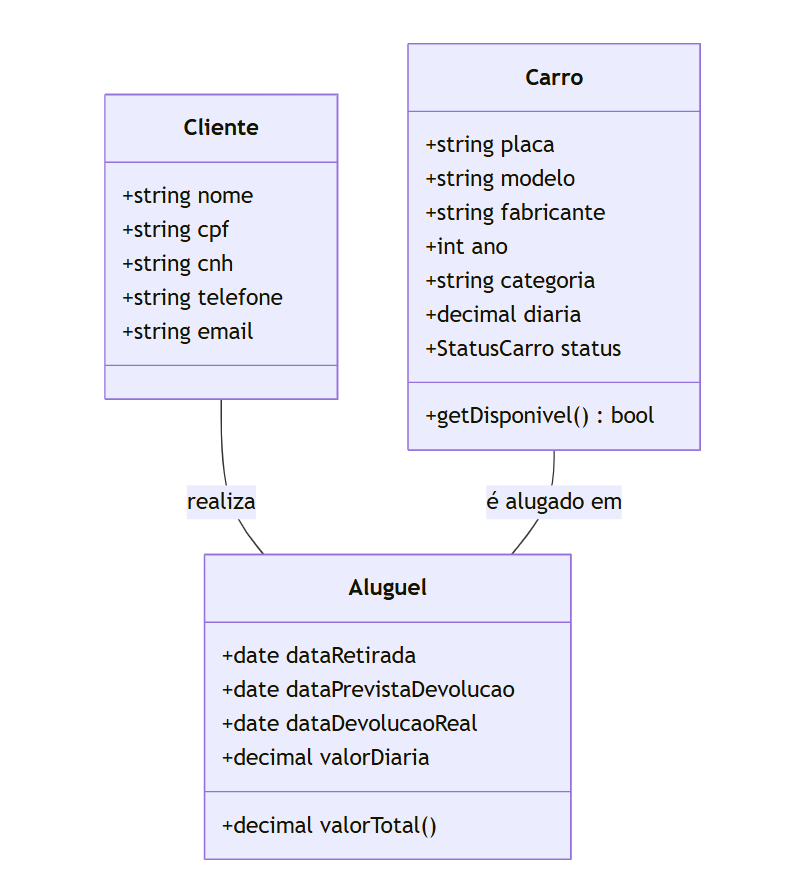 Cliente
+string nome
+string cpf
+string cnh
+string telefone
+string email
Carro
+string placa
+string modelo
+string fabricante
+int ano
+string categoria
+decimal diaria
+StatusCarro status
+getDisponivel() : bool
realiza
é alugado em
Aluguel
+date dataRetirada
+date dataPrevistaDevolucao
+date dataDevolucaoReal
+decimal valorDiaria
+decimal valorTotal()